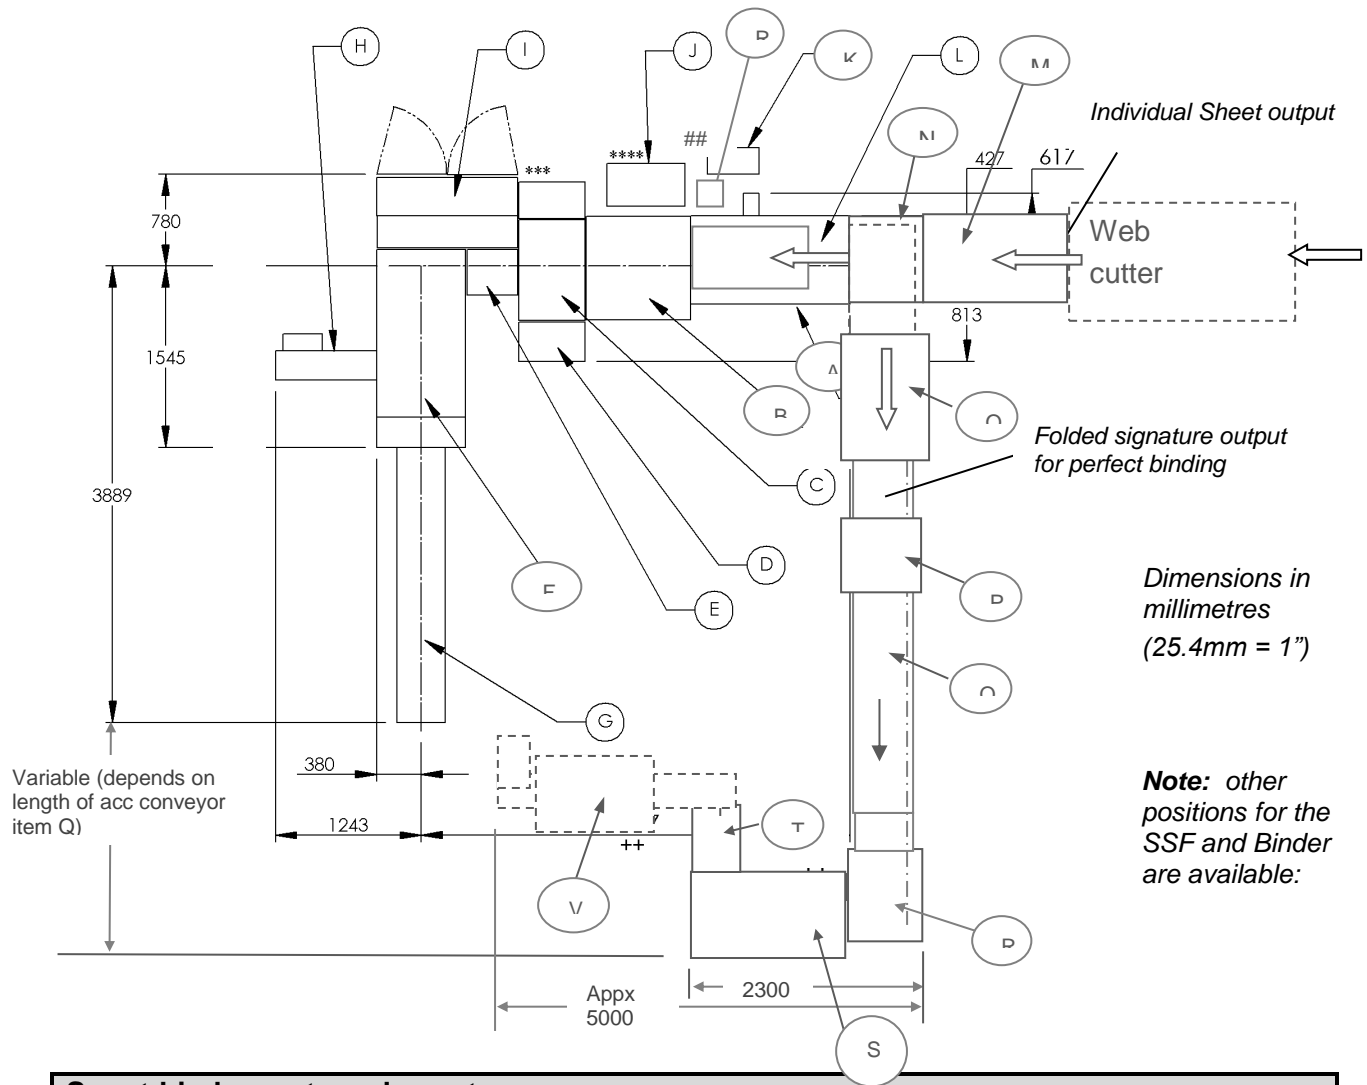 H
I
J
L
Individual Sheet output
##
****
***
427
617
780
Web
cutter
813
1545
Folded signature output
for perfect binding
C
3889
D
E
Dimensions in
millimetres
(25.4mm = 1”)
G
380
Variable (depends on
length of acc conveyor
item Q)
Note: other
positions for the
SSF and Binder
are available:
1243
++
2300
Appx
5000
S